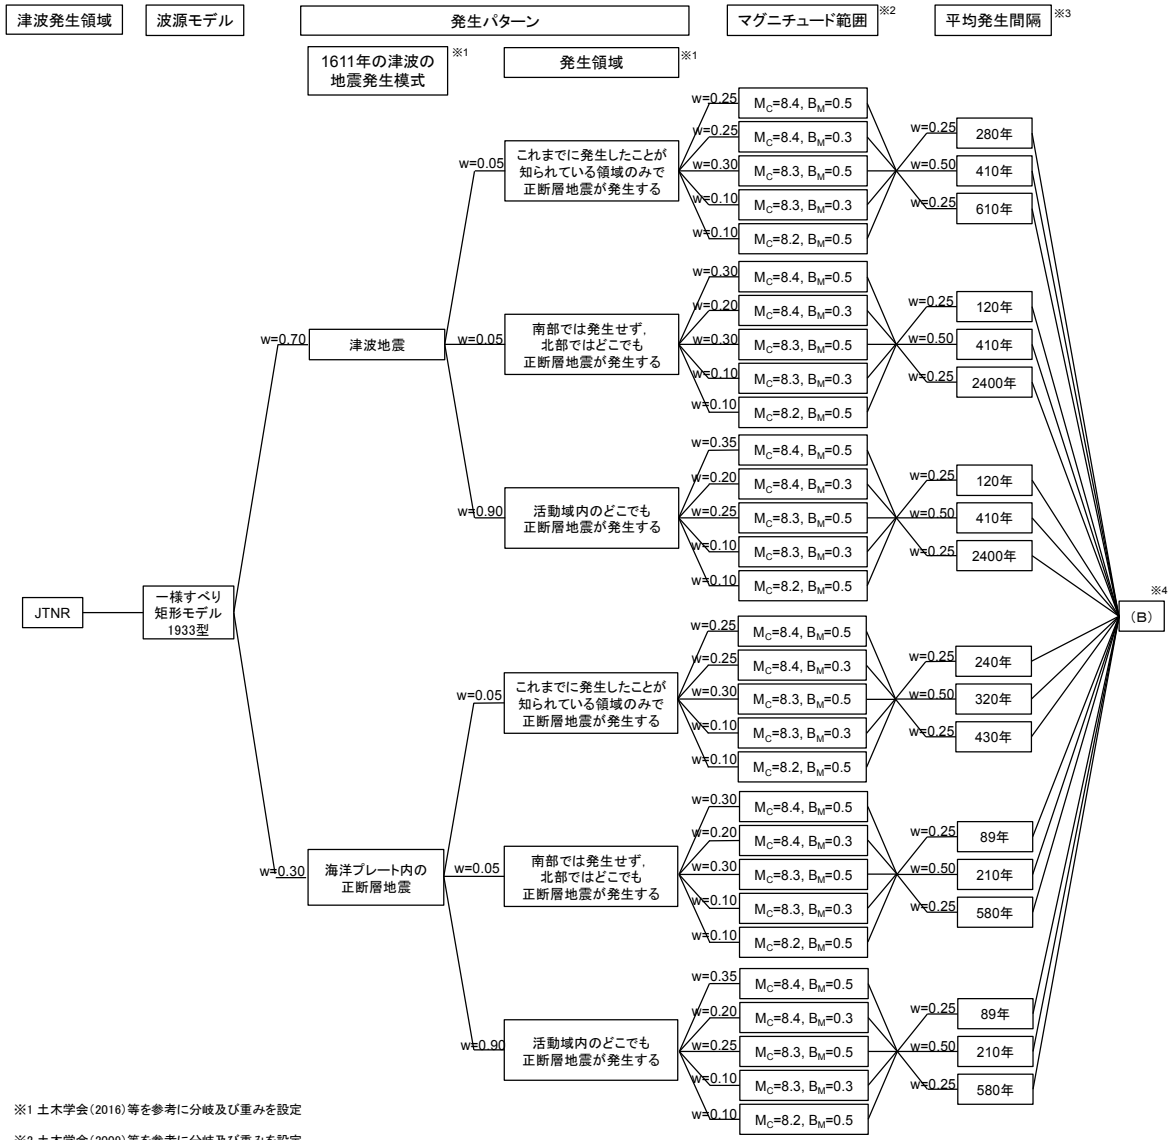 津波発生領域
波源モデル
発生パターン
マグニチュード範囲
※2
平均発生間隔
※3
1611年の津波の
地震発生模式
※1
発生領域
※1
JTNR
一様すべり
矩形モデル
1933型
w=0.70
津波地震
w=0.05
これまでに発生したことが
知られている領域のみで
正断層地震が発生する
w=0.25
M_C=8.4, B_M=0.5
w=0.25
M_C=8.4, B_M=0.3
w=0.30
M_C=8.3, B_M=0.5
w=0.10
M_C=8.3, B_M=0.3
w=0.10
M_C=8.2, B_M=0.5
w=0.25
280年
w=0.50
410年
w=0.25
610年
w=0.05
南部では発生せず,
北部ではどこでも
正断層地震が発生する
w=0.30
M_C=8.4, B_M=0.5
w=0.20
M_C=8.4, B_M=0.3
w=0.30
M_C=8.3, B_M=0.5
w=0.10
M_C=8.3, B_M=0.3
w=0.10
M_C=8.2, B_M=0.5
w=0.25
120年
w=0.50
410年
w=0.25
2400年
w=0.90
活動域内のどこでも
正断層地震が発生する
w=0.35
M_C=8.4, B_M=0.5
w=0.20
M_C=8.4, B_M=0.3
w=0.25
M_C=8.3, B_M=0.5
w=0.10
M_C=8.3, B_M=0.3
w=0.10
M_C=8.2, B_M=0.5
w=0.25
120年
w=0.50
410年
w=0.25
2400年
w=0.30
海洋プレート内の
正断層地震
w=0.05
これまでに発生したことが
知られている領域のみで
正断層地震が発生する
w=0.25
M_C=8.4, B_M=0.5
w=0.25
M_C=8.4, B_M=0.3
w=0.30
M_C=8.3, B_M=0.5
w=0.10
M_C=8.3, B_M=0.3
w=0.10
M_C=8.2, B_M=0.5
w=0.25
240年
w=0.50
320年
w=0.25
430年
w=0.05
南部では発生せず,
北部ではどこでも
正断層地震が発生する
w=0.30
M_C=8.4, B_M=0.5
w=0.20
M_C=8.4, B_M=0.3
w=0.30
M_C=8.3, B_M=0.5
w=0.10
M_C=8.3, B_M=0.3
w=0.10
M_C=8.2, B_M=0.5
w=0.25
89年
w=0.50
210年
w=0.25
580年
w=0.90
活動域内のどこでも
正断層地震が発生する
w=0.35
M_C=8.4, B_M=0.5
w=0.20
M_C=8.4, B_M=0.3
w=0.25
M_C=8.3, B_M=0.5
w=0.10
M_C=8.3, B_M=0.3
w=0.10
M_C=8.2, B_M=0.5
w=0.25
89年
w=0.50
210年
w=0.25
580年
※4
(B)
※1 土木学会(2016)等を参考に分岐及び重みを設定
※2 土木学会(2009)等を参考に分岐及び重みを設定